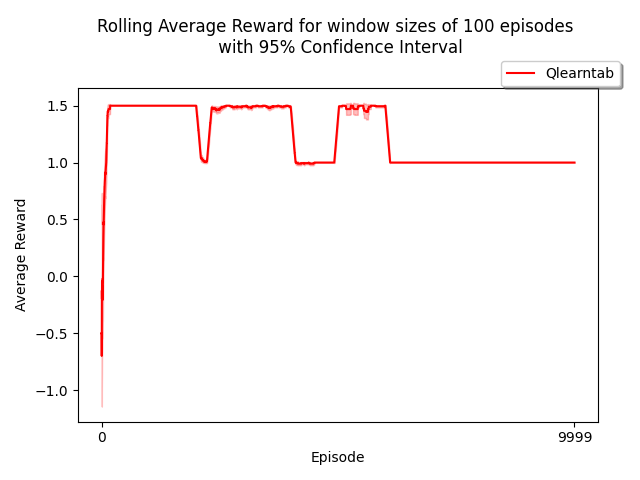 Rolling Average Reward for window sizes of 100 episodes
with 95% Confidence Interval
Qlearntab
1.5
1.0
0.5
0.0
−0.5
−1.0
Average Reward
0
9999
Episode